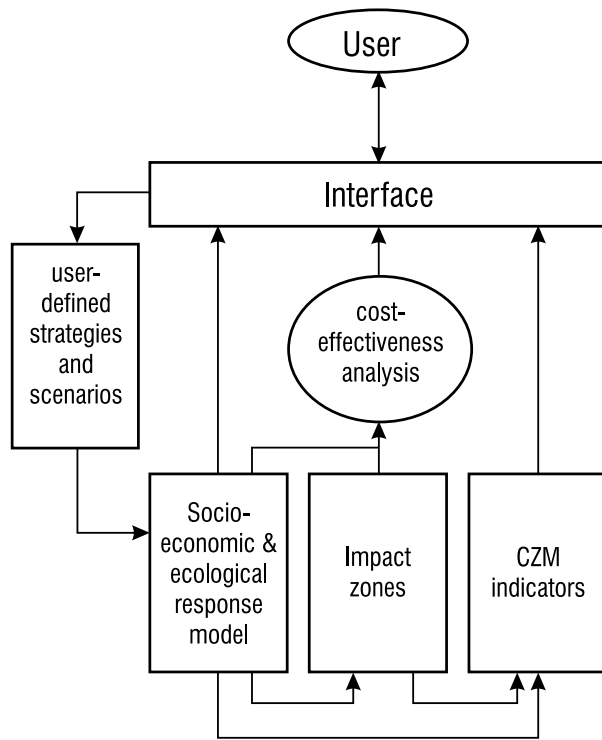 User
Interface
user-
defined
strategies
and
scenarios
cost-
effectiveness
analysis
Socio-
economic &
ecological
response
model
Impact
zones
CZM
indicators